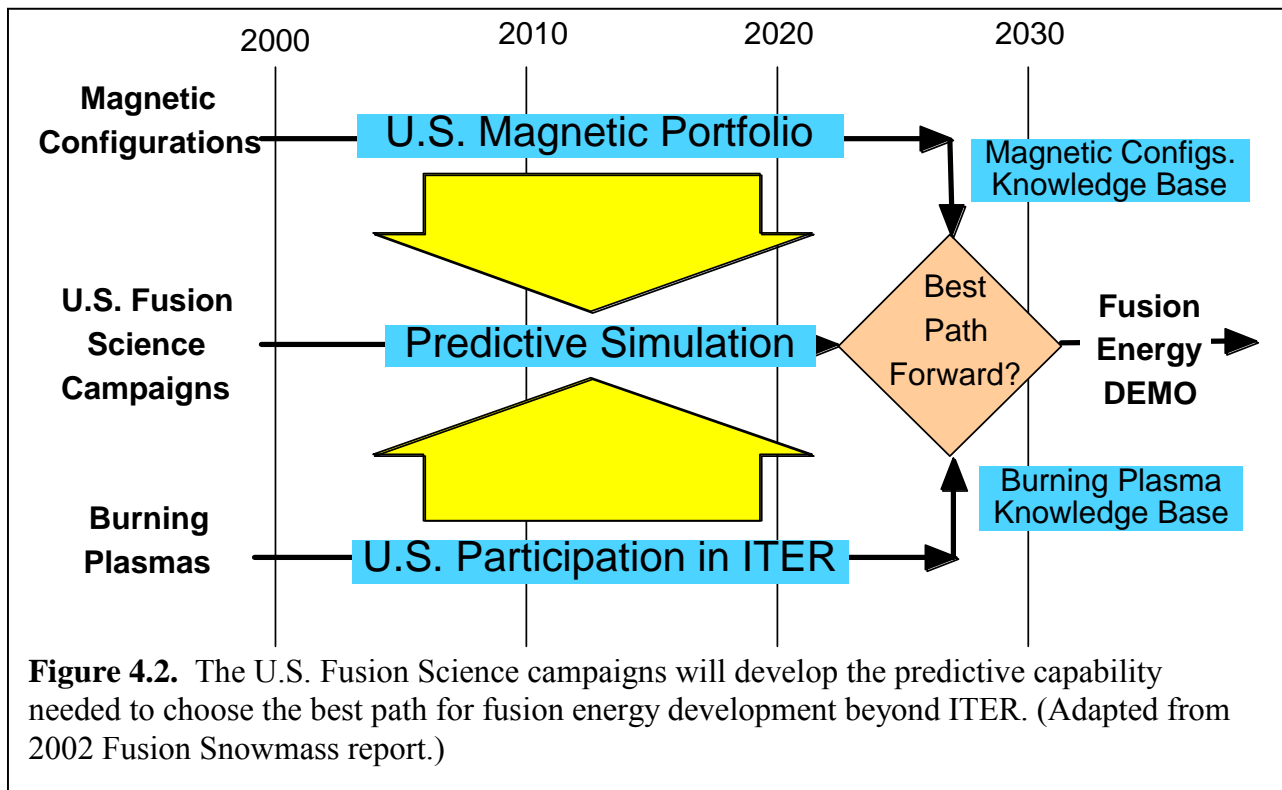 2000
2010
2020
2030
Magnetic
Configurations
U.S. Magnetic Portfolio
Magnetic Configs.
Knowledge Base
U.S. Fusion
Science
Campaigns
Predictive Simulation
Best
Path
Forward?
Fusion
Energy
DEMO
Burning
Plasmas
U.S. Participation in ITER
Burning Plasma
Knowledge Base
Figure 4.2. The U.S. Fusion Science campaigns will develop the predictive capability
needed to choose the best path for fusion energy development beyond ITER. (Adapted from
2002 Fusion Snowmass report.)